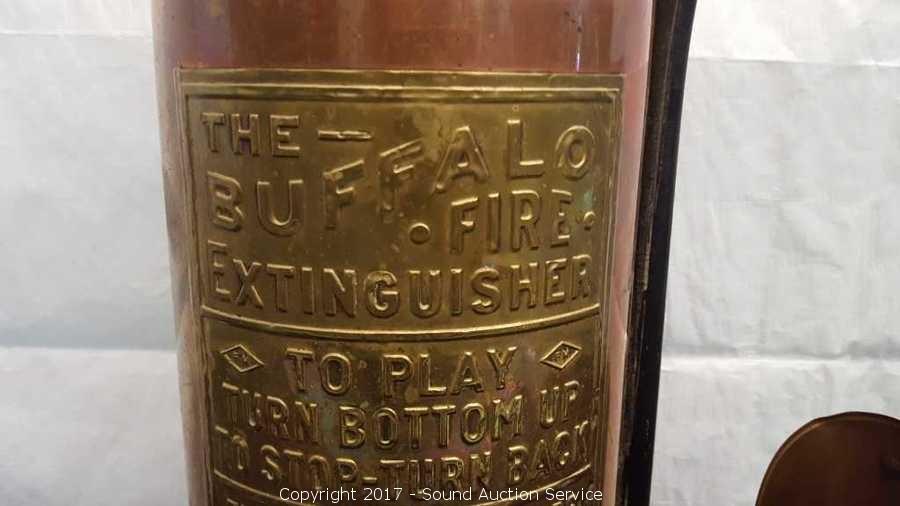 THE —
BUFFALO
· FIRE ·
EXTINGUISHER
TO PLAY
TURN BOTTOM UP
TO STOP-TURN BACK
Copyright 2017 - Sound Auction Service